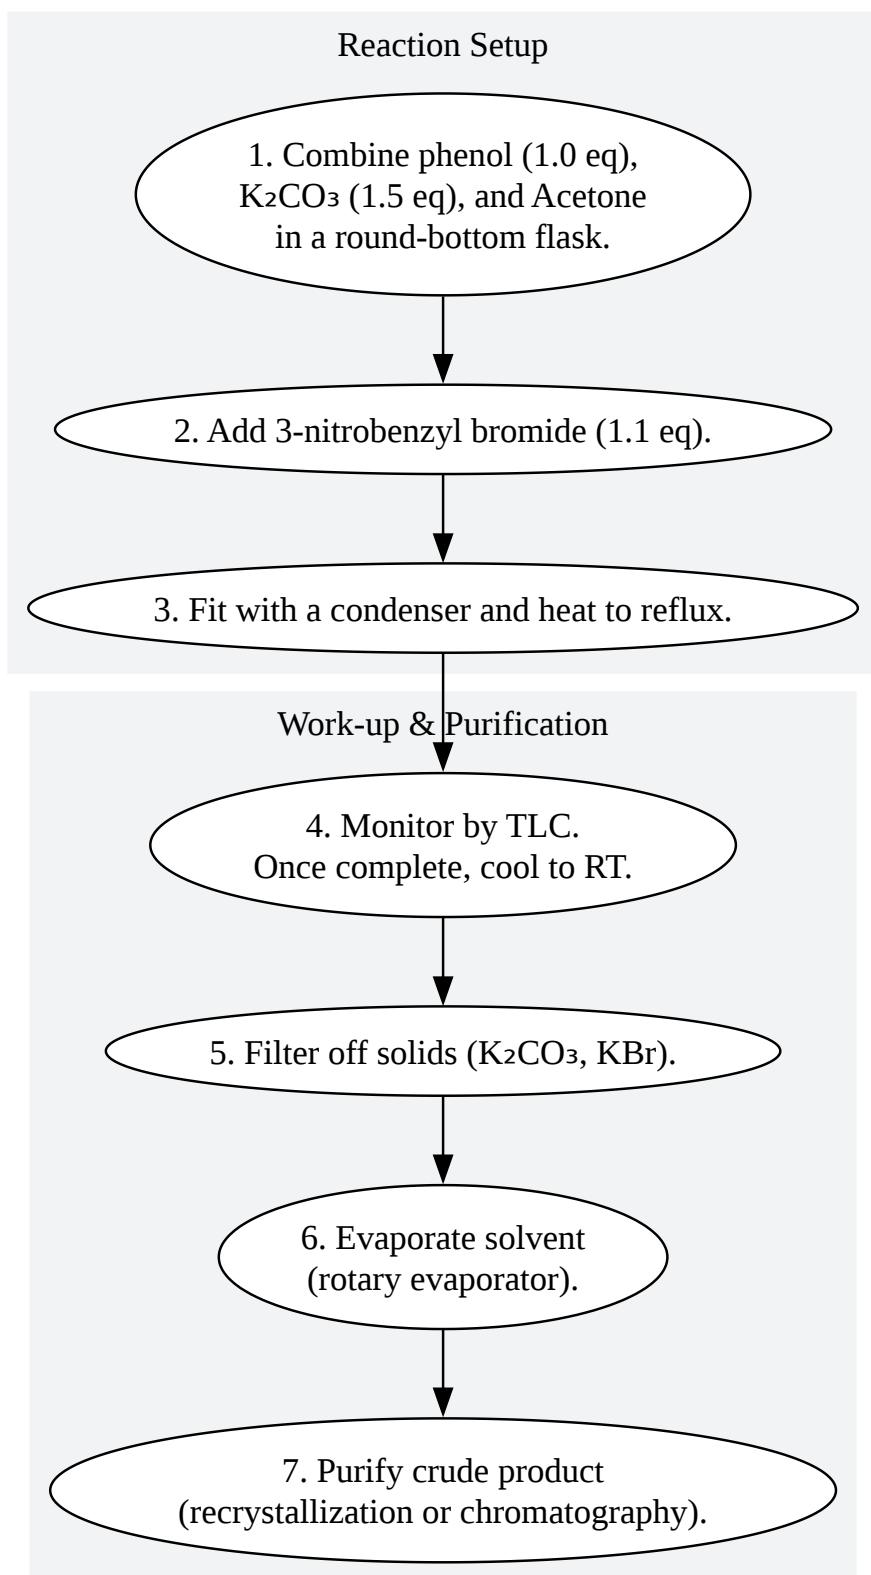 Reaction Setup
1. Combine phenol (1.0 eq),
K₂CO₃ (1.5 eq), and Acetone
in a round-bottom flask.
2. Add 3-nitrobenzyl bromide (1.1 eq).
3. Fit with a condenser and heat to reflux.
Work-up & Purification
4. Monitor by TLC.
Once complete, cool to RT.
5. Filter off solids (K₂CO₃, KBr).
6. Evaporate solvent
(rotary evaporator).
7. Purify crude product
(recrystallization or chromatography).